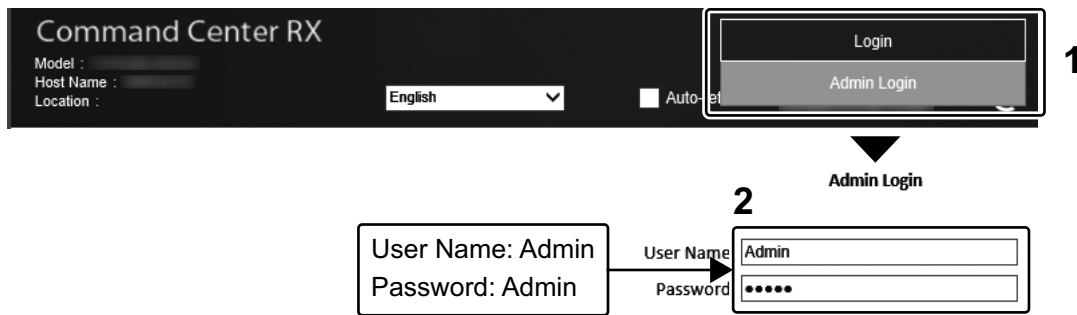 Command Center RX
Model :
Host Name :
Location :
English
Auto-ref
Login
Admin Login
1
Admin Login
2
User Name: Admin
Password: Admin
User Name
Admin
Password
•••••